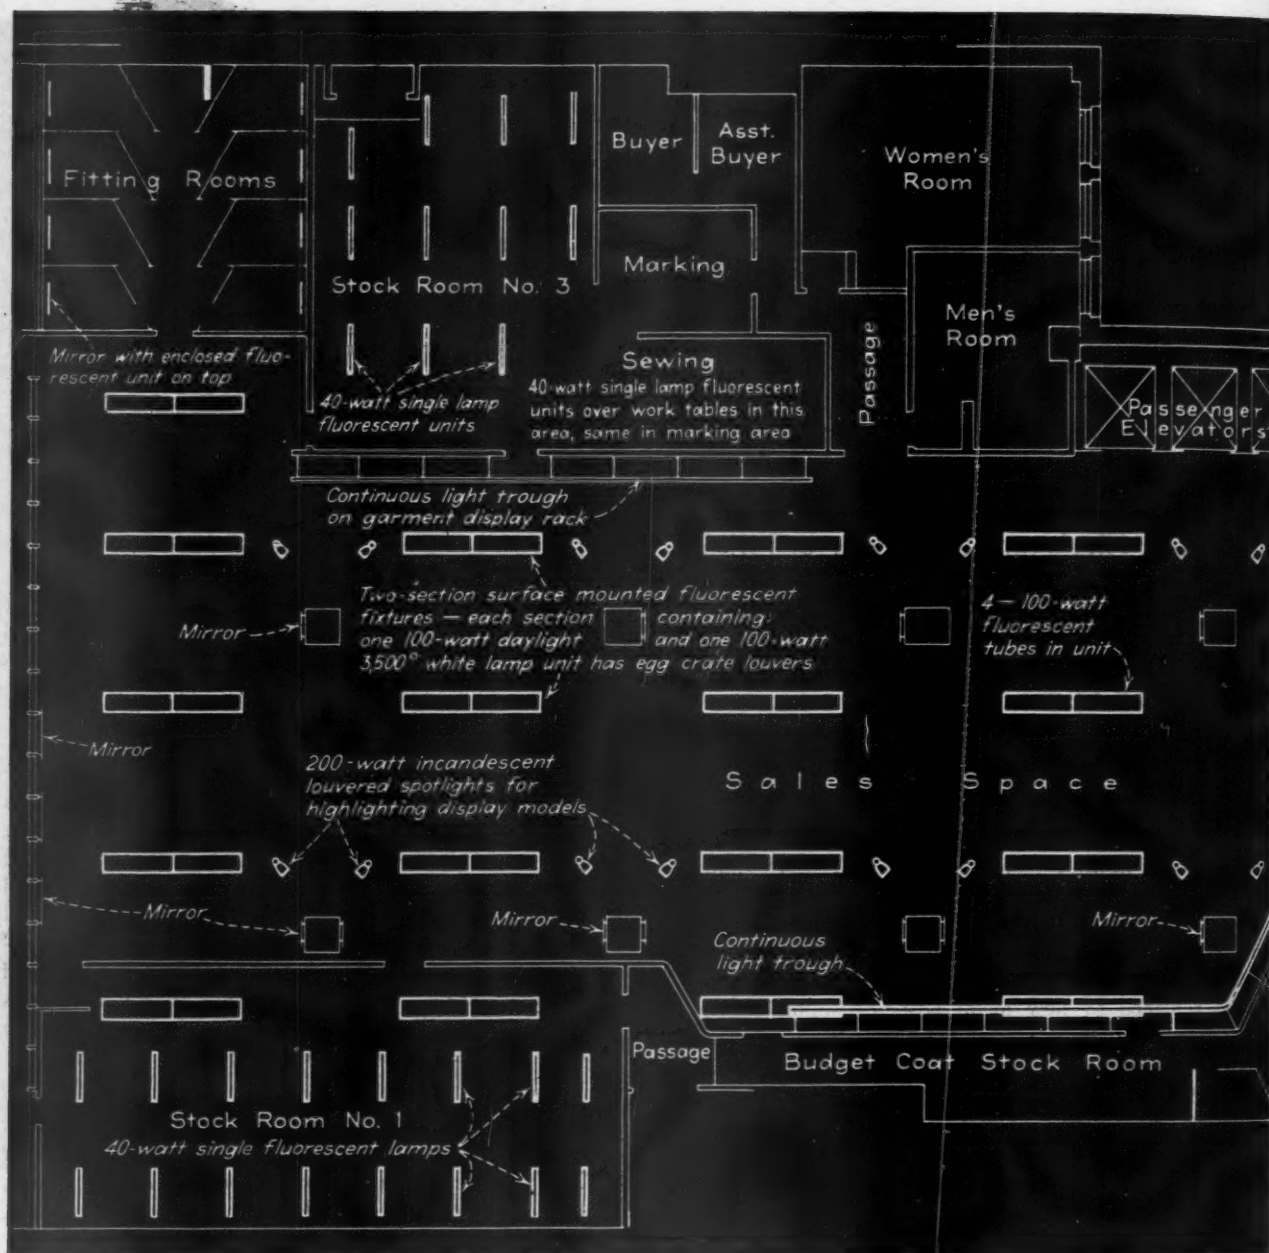 Fitting Rooms
Buyer
Asst.
Buyer
Women's
Room
Stock Room No. 3
Marking
Men's
Room
Passage
Mirror with enclosed fluo-
rescent unit on top
40-watt single lamp
fluorescent units
Sewing
40-watt single lamp fluorescent
units over work tables in this
area, same in marking area
Passenger
Elevators
Continuous light trough
on garment display rack
Two-section surface mounted fluorescent
fixtures — each section containing:
one 100-watt daylight and one 100-watt
3,500° white lamp unit has egg crate louvers
4—100-watt
fluorescent
tubes in unit
Mirror
Mirror
200-watt incandescent
louvered spotlights for
highlighting display models
Sales Space
Mirror
Mirror
Mirror
Continuous
light trough
Passage
Budget Coat Stock Room
Stock Room No. 1
40-watt single fluorescent lamps